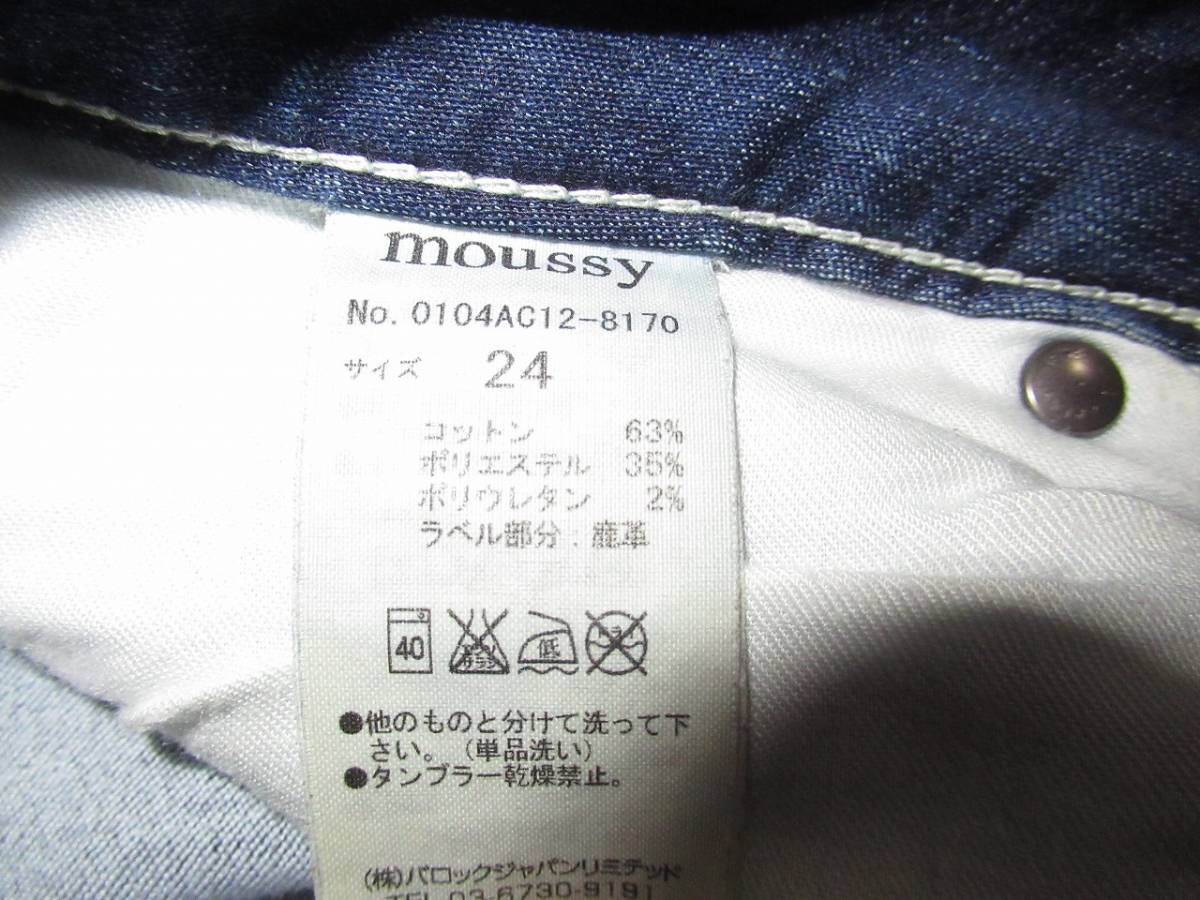 moussy
No. 0104AC12-8170
サイズ 24
コットン 63%
ポリエステル 35%
ポリウレタン 2%
ラベル部分:鹿革
40 低
●他のものと分けて洗って下
さい。(単品洗い)
●タンブラー乾燥禁止。
(株)バロックジャパンリミテッド
TEL 03-6730-9191